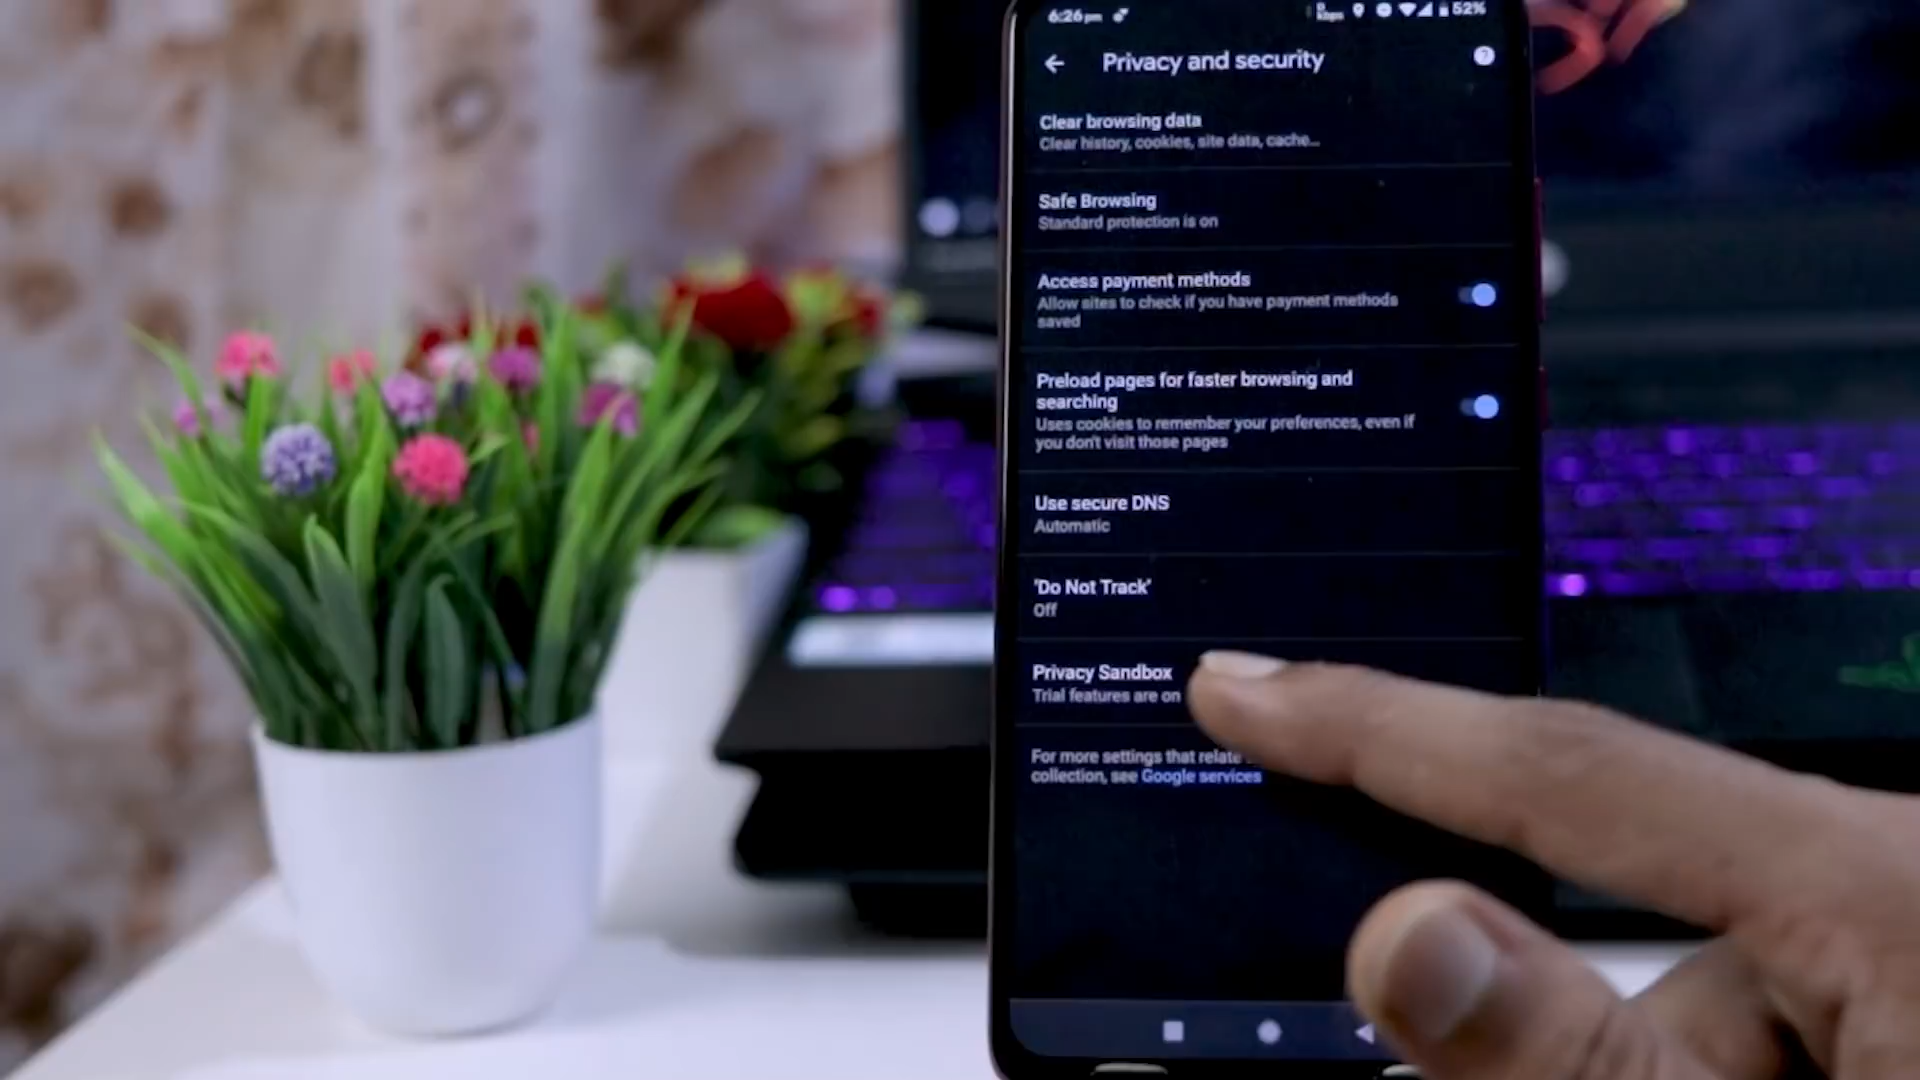 6:26pm
52%
Privacy and security
Clear browsing data
Clear history, cookies, site data, cache...
Safe Browsing
Standard protection is on
Access payment methods
Allow sites to check if you have payment methods
saved
Preload pages for faster browsing and
searching
Uses cookies to remember your preferences, even if
you don't visit those pages
Use secure DNS
Automatic
'Do Not Track'
Off
Privacy Sandbox
Trial features are on
For more settings that relate
collection, see Google services